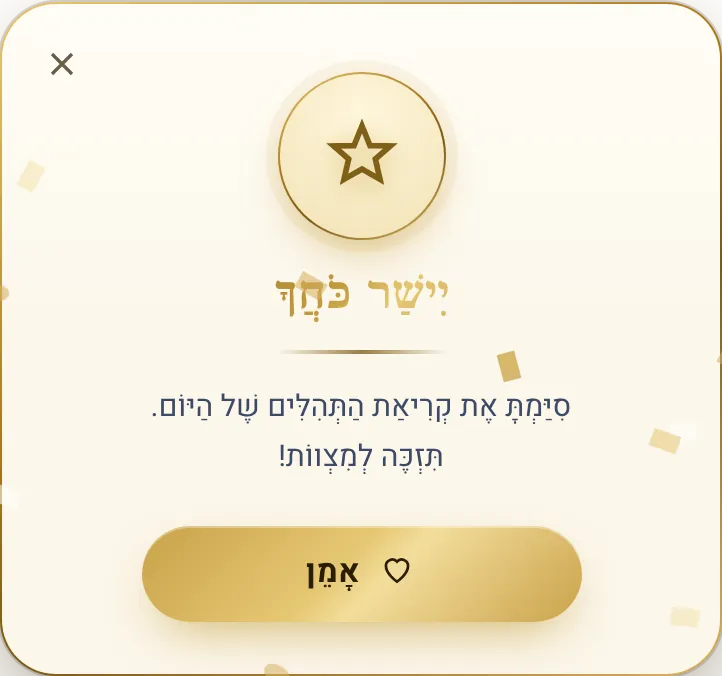 יִישַׁר כֹּחֲךָ
סִיַּמְתָּ אֶת קְרִיאַת הַתְּהִלִּים שֶׁל הַיּוֹם.
תִּזְכֶּה לְמִצְווֹת!
אָמֵן